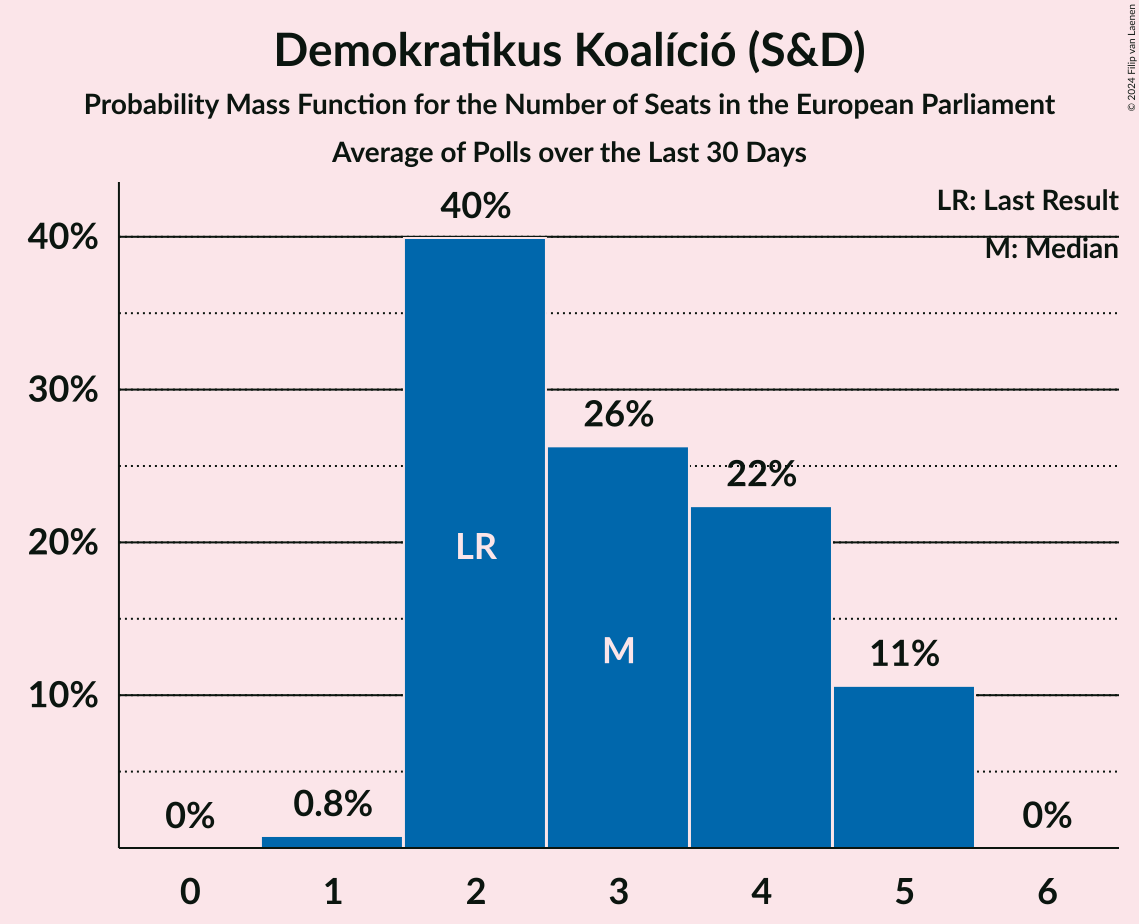 Demokratikus Koalíció (S&D)
Probability Mass Function for the Number of Seats in the European Parliament
Average of Polls over the Last 30 Days
© 2024 Filip van Laenen
LR: Last Result
M: Median
40%
30%
20%
10%
0%
0.8%
40%
26%
22%
11%
0%
LR
M
0 1 2 3 4 5 6